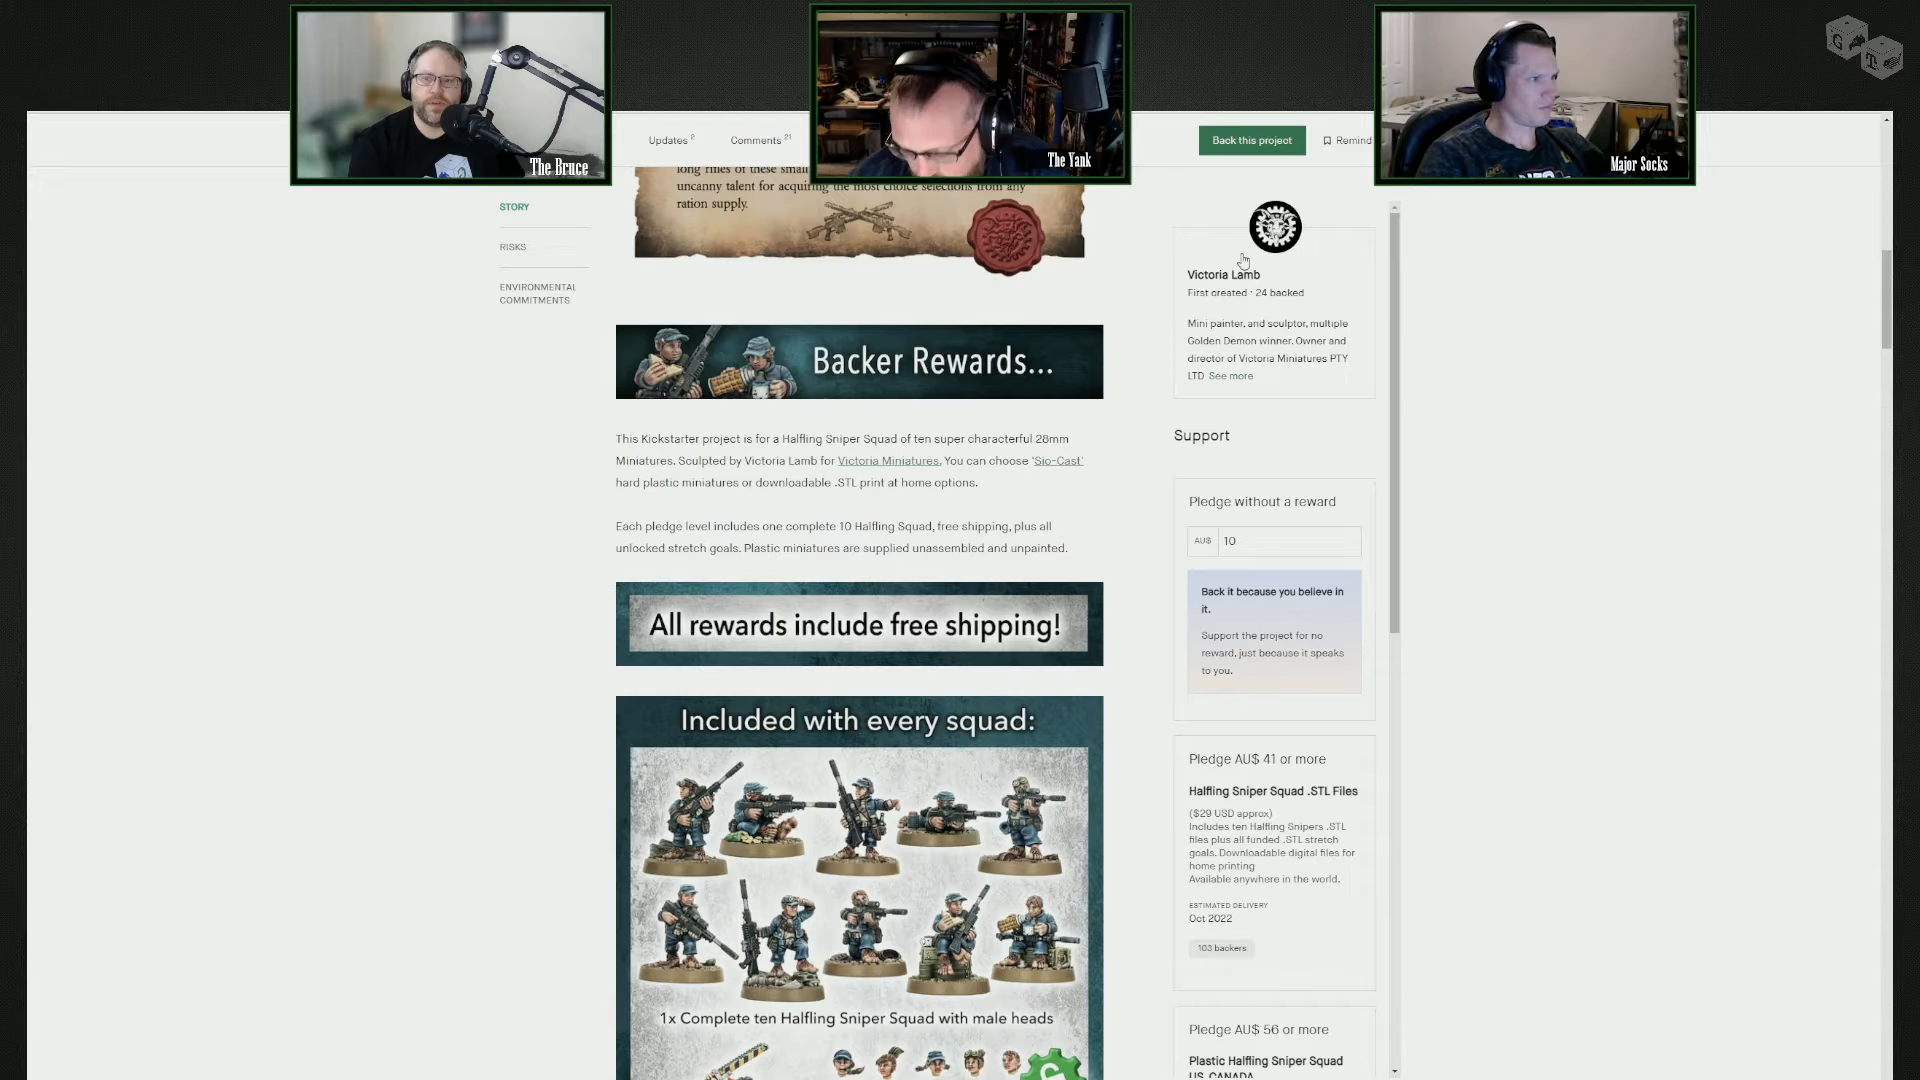 The Bruce
The Yank
Major Socks
Updates 2
Comments 21
Back this project
Remind
long rifles of these small
uncanny talent for acquiring the most choice selections from any
ration supply.
STORY
RISKS
ENVIRONMENTAL
COMMITMENTS
Backer Rewards...
This Kickstarter project is for a Halfling Sniper Squad of ten super characterful 28mm
Miniatures. Sculpted by Victoria Lamb for Victoria Miniatures. You can choose 'Sio-Cast'
hard plastic miniatures or downloadable .STL print at home options.
Each pledge level includes one complete 10 Halfling Squad, free shipping, plus all
unlocked stretch goals. Plastic miniatures are supplied unassembled and unpainted.
All rewards include free shipping!
Included with every squad:
1x Complete ten Halfling Sniper Squad with male heads
Victoria Lamb
First created · 24 backed
Mini painter, and sculptor, multiple
Golden Demon winner. Owner and
director of Victoria Miniatures PTY
LTD See more
Support
Pledge without a reward
AU$ 10
Back it because you believe in
it.
Support the project for no
reward, just because it speaks
to you.
Pledge AU$ 41 or more
Halfling Sniper Squad .STL Files
($29 USD approx)
Includes ten Halfling Snipers .STL
files plus all funded .STL stretch
goals. Downloadable digital files for
home printing
Available anywhere in the world.
ESTIMATED DELIVERY
Oct 2022
103 backers
Pledge AU$ 56 or more
Plastic Halfling Sniper Squad
US, CANADA